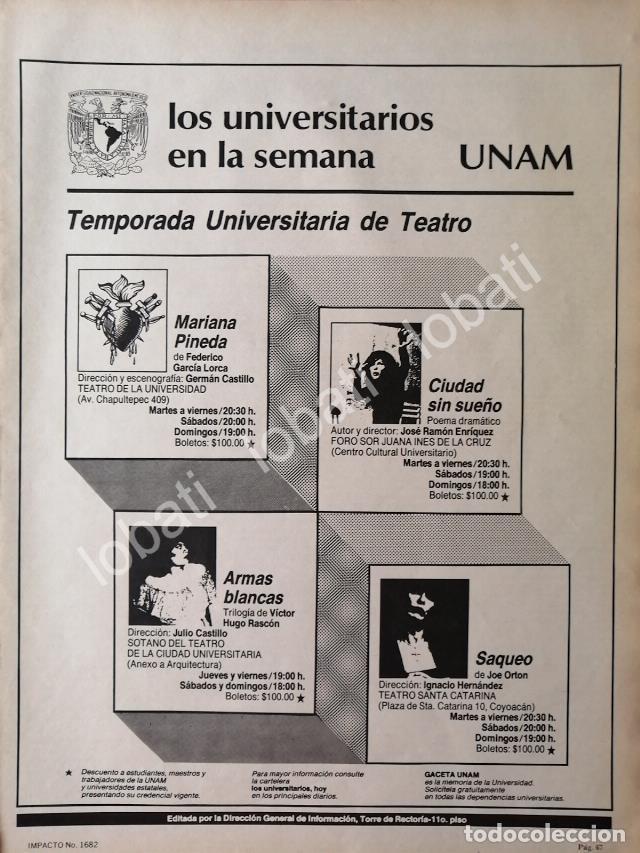 los universitarios
en la semana UNAM
Temporada Universitaria de Teatro
Mariana
Pineda
de Federico
García Lorca
Dirección y escenografía: Germán Castillo
TEATRO DE LA UNIVERSIDAD
(Av. Chapultepec 409)
Martes a viernes/20:30 h.
Sábados/20:00 h.
Domingos/19:00 h.
Boletos: $100.00 ★
Ciudad
sin sueño
Poema dramático
Autor y director: José Ramón Enríquez
FORO SOR JUANA INES DE LA CRUZ
(Centro Cultural Universitario)
Martes a viernes/20:30 h.
Sábados/19:00 h.
Domingos/18:00 h.
Boletos: $100.00 ★
Armas
blancas
Trilogía de Víctor
Hugo Rascón
Dirección: Julio Castillo
SOTANO DEL TEATRO
DE LA CIUDAD UNIVERSITARIA
(Anexo a Arquitectura)
Jueves y viernes/19:00 h.
Sábados y domingos/18:00 h.
Boletos: $100.00 ★
Saqueo
de Joe Orton
Dirección: Ignacio Hernández
TEATRO SANTA CATARINA
(Plaza de Sta. Catarina 10, Coyoacán)
Martes a viernes/20:30 h.
Sábados/20:00 h.
Domingos/19:00 h.
Boletos: $100.00 ★
★ Descuento a estudiantes, maestros y
trabajadores de la UNAM
y universidades estatales,
presentando su credencial vigente.
Para mayor información consulte
la cartelera
los universitarios, hoy
en los principales diarios.
GACETA UNAM
es la memoria de la Universidad.
Solicítela gratuitamente
en todas las dependencias universitarias.
Editada por la Dirección General de Información, Torre de Rectoría-11o. piso
IMPACTO No. 1682
Pág. 67
lobati
lobati
lobati
lobati
todocoleccion